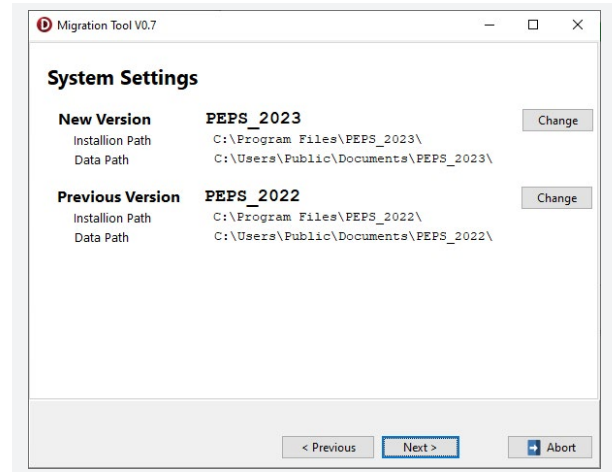 Migration Tool V0.7
System Settings
New Version PEPS_2023 Change
Installion Path C:\Program Files\PEPS_2023\
Data Path C:\Users\Public\Documents\PEPS_2023\
Previous Version PEPS_2022 Change
Installion Path C:\Program Files\PEPS_2022\
Data Path C:\Users\Public\Documents\PEPS_2022\
< Previous Next > Abort